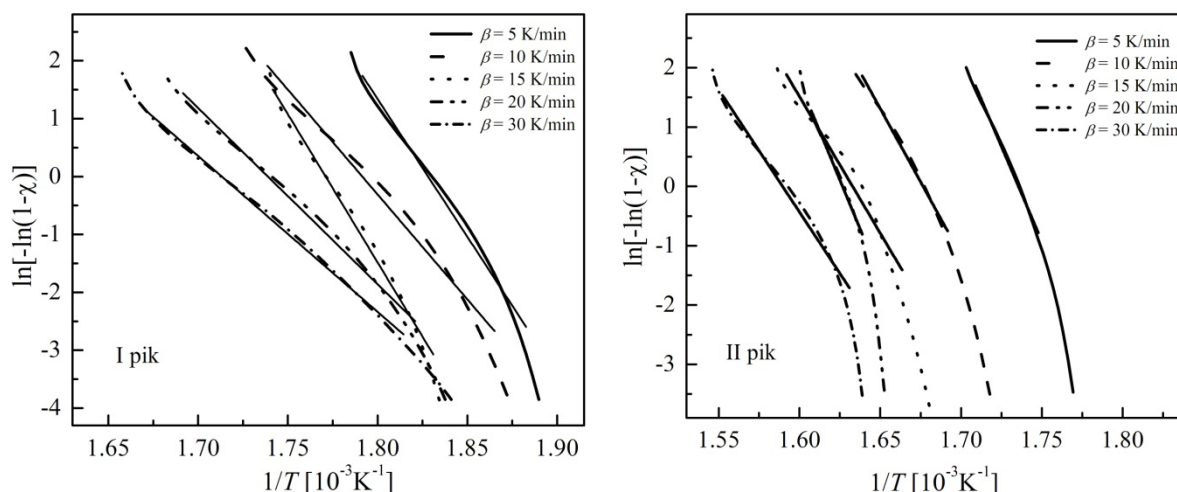 β = 5 K/min
β = 10 K/min
β = 15 K/min
β = 20 K/min
β = 30 K/min
2
1
0
-1
-2
-3
-4
ln[-ln(1-χ)]
I pik
1.65 1.70 1.75 1.80 1.85 1.90
1/T [10⁻³K⁻¹]
β = 5 K/min
β = 10 K/min
β = 15 K/min
β = 20 K/min
β = 30 K/min
2
1
0
-1
-2
-3
ln[-ln(1-χ)]
II pik
1.55 1.60 1.65 1.70 1.75 1.80
1/T [10⁻³K⁻¹]